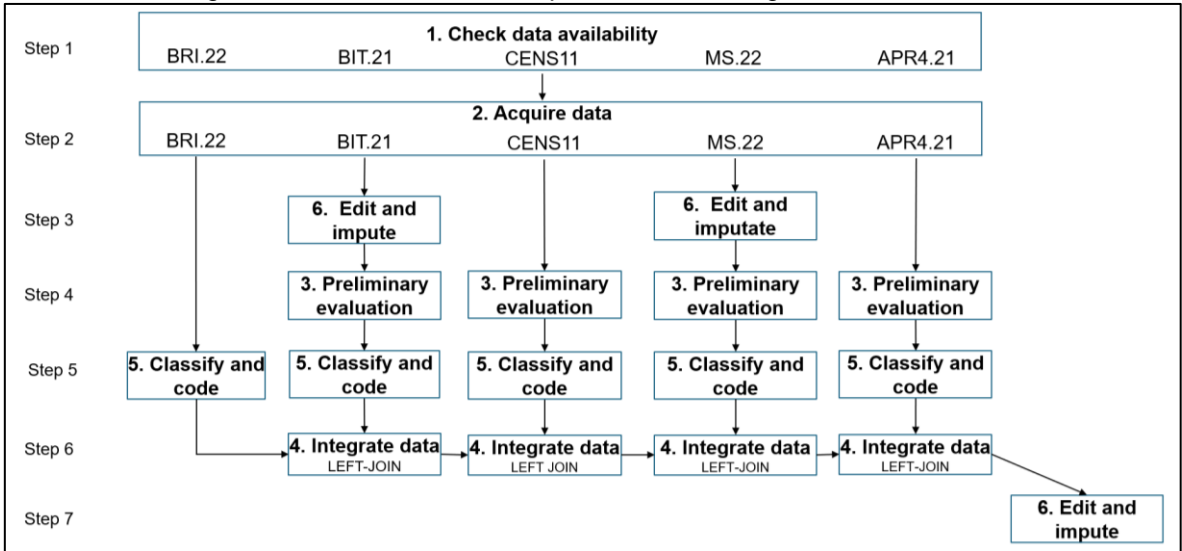 Step 1
1. Check data availability
BRI.22 BIT.21 CENS11 MS.22 APR4.21
Step 2
2. Acquire data
BRI.22 BIT.21 CENS11 MS.22 APR4.21
Step 3
6. Edit and
impute
6. Edit and
imputate
Step 4
3. Preliminary
evaluation
3. Preliminary
evaluation
3. Preliminary
evaluation
3. Preliminary
evaluation
Step 5
5. Classify and
code
5. Classify and
code
5. Classify and
code
5. Classify and
code
5. Classify and
code
Step 6
4. Integrate data
LEFT-JOIN
4. Integrate data
LEFT JOIN
4. Integrate data
LEFT-JOIN
4. Integrate data
LEFT-JOIN
Step 7
6. Edit and
impute